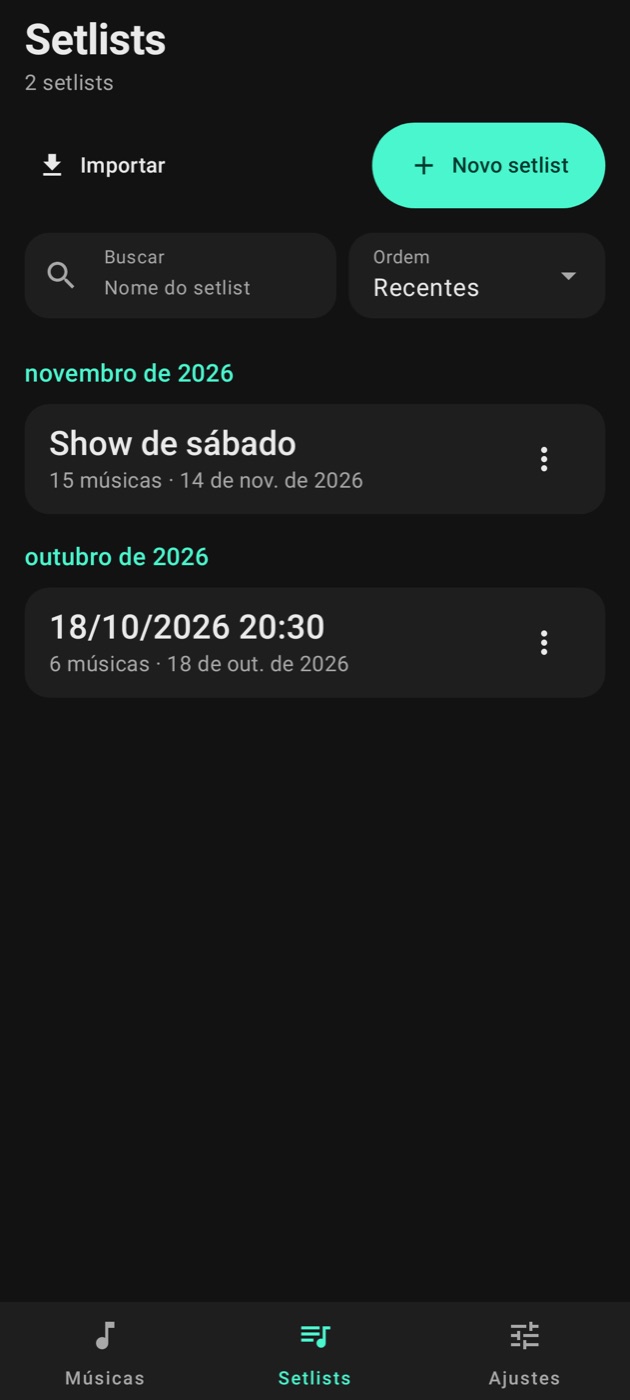 Setlists
2 setlists
Importar
Novo setlist
Buscar
Nome do setlist
Ordem
Recentes
novembro de 2026
Show de sábado
15 músicas · 14 de nov. de 2026
outubro de 2026
18/10/2026 20:30
6 músicas · 18 de out. de 2026
Músicas
Setlists
Ajustes